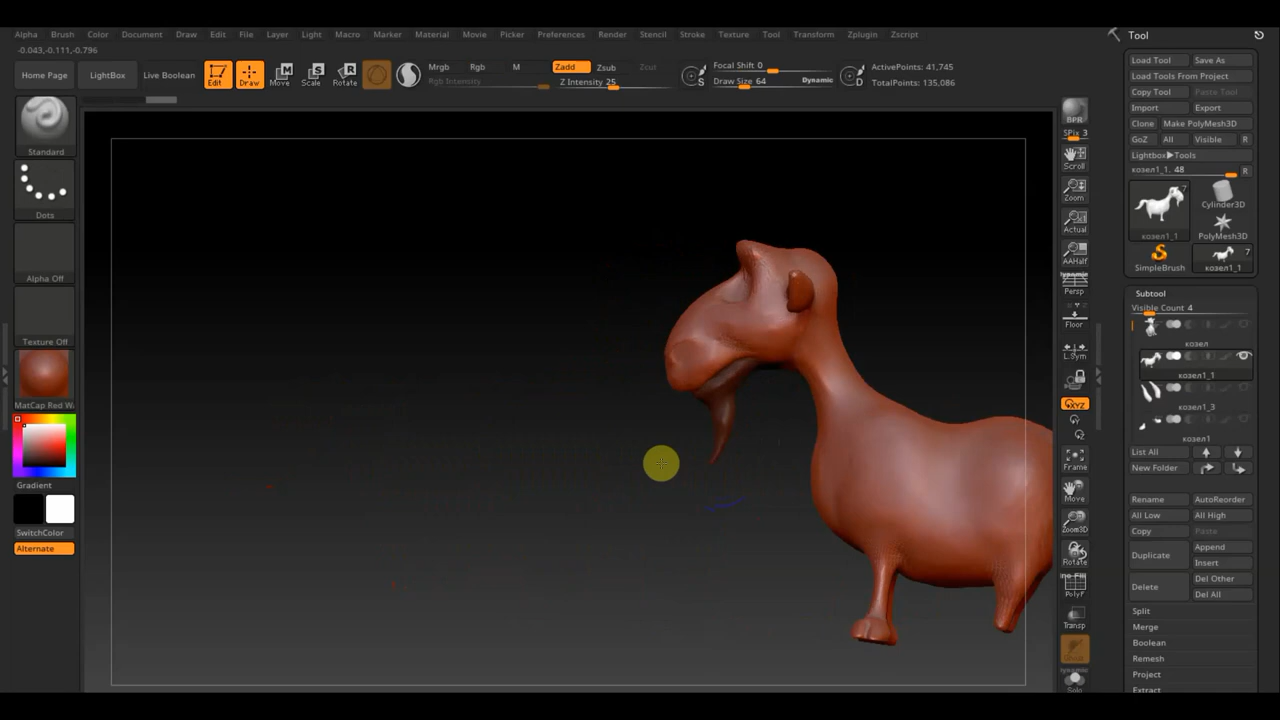 Alpha Brush Color Document Draw Edit File Layer Light Macro Marker Material Movie Picker Preferences Render Stencil Stroke Texture Tool Transform Zplugin Zscript
Tool
-0.043,-0.111,-0.796
Home Page
LightBox
Live Boolean
Edit
Draw
Move
Scale
Rotate
Mrgb Rgb M
Rgb Intensity
Zadd Zsub Zcut
Z Intensity 25
S
Focal Shift 0
Draw Size 64 Dynamic
D
ActivePoints: 41,745
TotalPoints: 135,086
Standard
Dots
Alpha Off
Texture Off
MatCap Red W
Gradient
SwitchColor
Alternate
BPR
SPix 3
Scroll
Zoom
Actual
AAHalf
Persp
Floor
L.Sym
XYZ
Frame
Move
Zoom3D
Rotate
PolyF
Transp
Solo
Load Tool Save As
Load Tools From Project
Copy Tool Paste Tool
Import Export
Clone Make PolyMesh3D
GoZ All Visible R
Lightbox▶Tools
козел1_1. 48 R
7
козел1_1
Cylinder3D
PolyMesh3D
SimpleBrush
7
козел1_1
Subtool
Visible Count 4
козел
козел1_1
козел1_3
козел1
List All
New Folder
Rename AutoReorder
All Low All High
Copy Paste
Duplicate Append
Insert
Delete Del Other
Del All
Split
Merge
Boolean
Remesh
Project
Extract